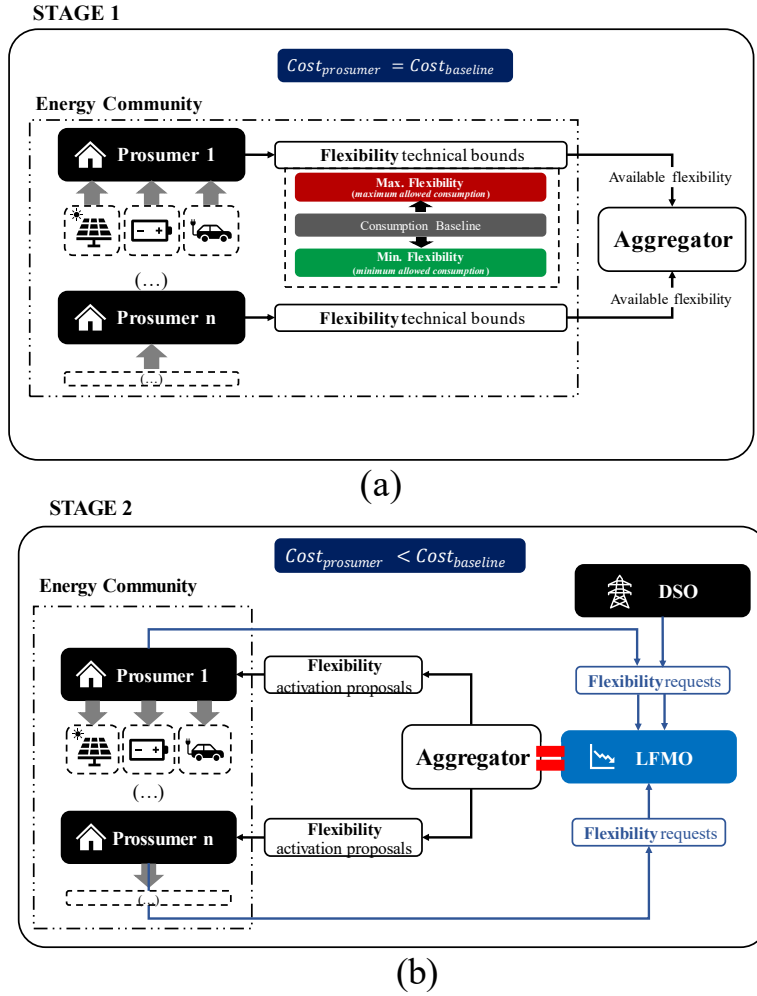 STAGE 1
Cost_prosumer = Cost_baseline
Energy Community
Prosumer 1
Flexibility technical bounds
Max. Flexibility
(maximum allowed consumption)
Consumption Baseline
Min. Flexibility
(minimum allowed consumption)
Available flexibility
Aggregator
Available flexibility
(...)
Prosumer n
Flexibility technical bounds
(...)
(a)
STAGE 2
Cost_prosumer < Cost_baseline
Energy Community
DSO
Prosumer 1
Flexibility
activation proposals
Flexibility requests
Aggregator
LFMO
(...)
Prossumer n
Flexibility
activation proposals
Flexibility requests
(...)
(b)